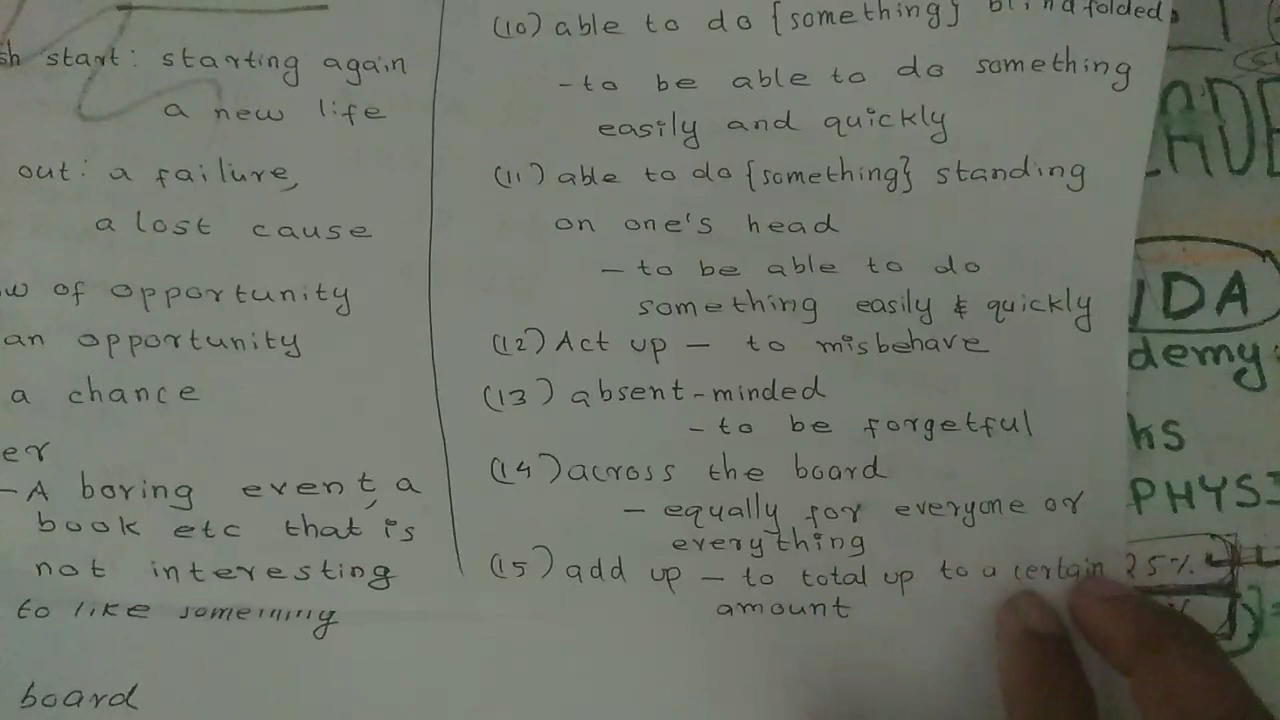 sh start: starting again
a new life
out: a failure,
a lost cause
w of opportunity
an opportunity
a chance
er
- A boring event, a
book etc that is
not interesting
to like something
board
(10) able to do {something} blindfolded.
- to be able to do something
easily and quickly
(11) able to do {something} standing
on one's head
- to be able to do
something easily & quickly
(12) Act up - to misbehave
(13) absent-minded
- to be forgetful
(14) across the board
- equally for everyone or
everything
(15) add up - to total up to a certain
amount
IDA
demy
KS
PHYSI
25%